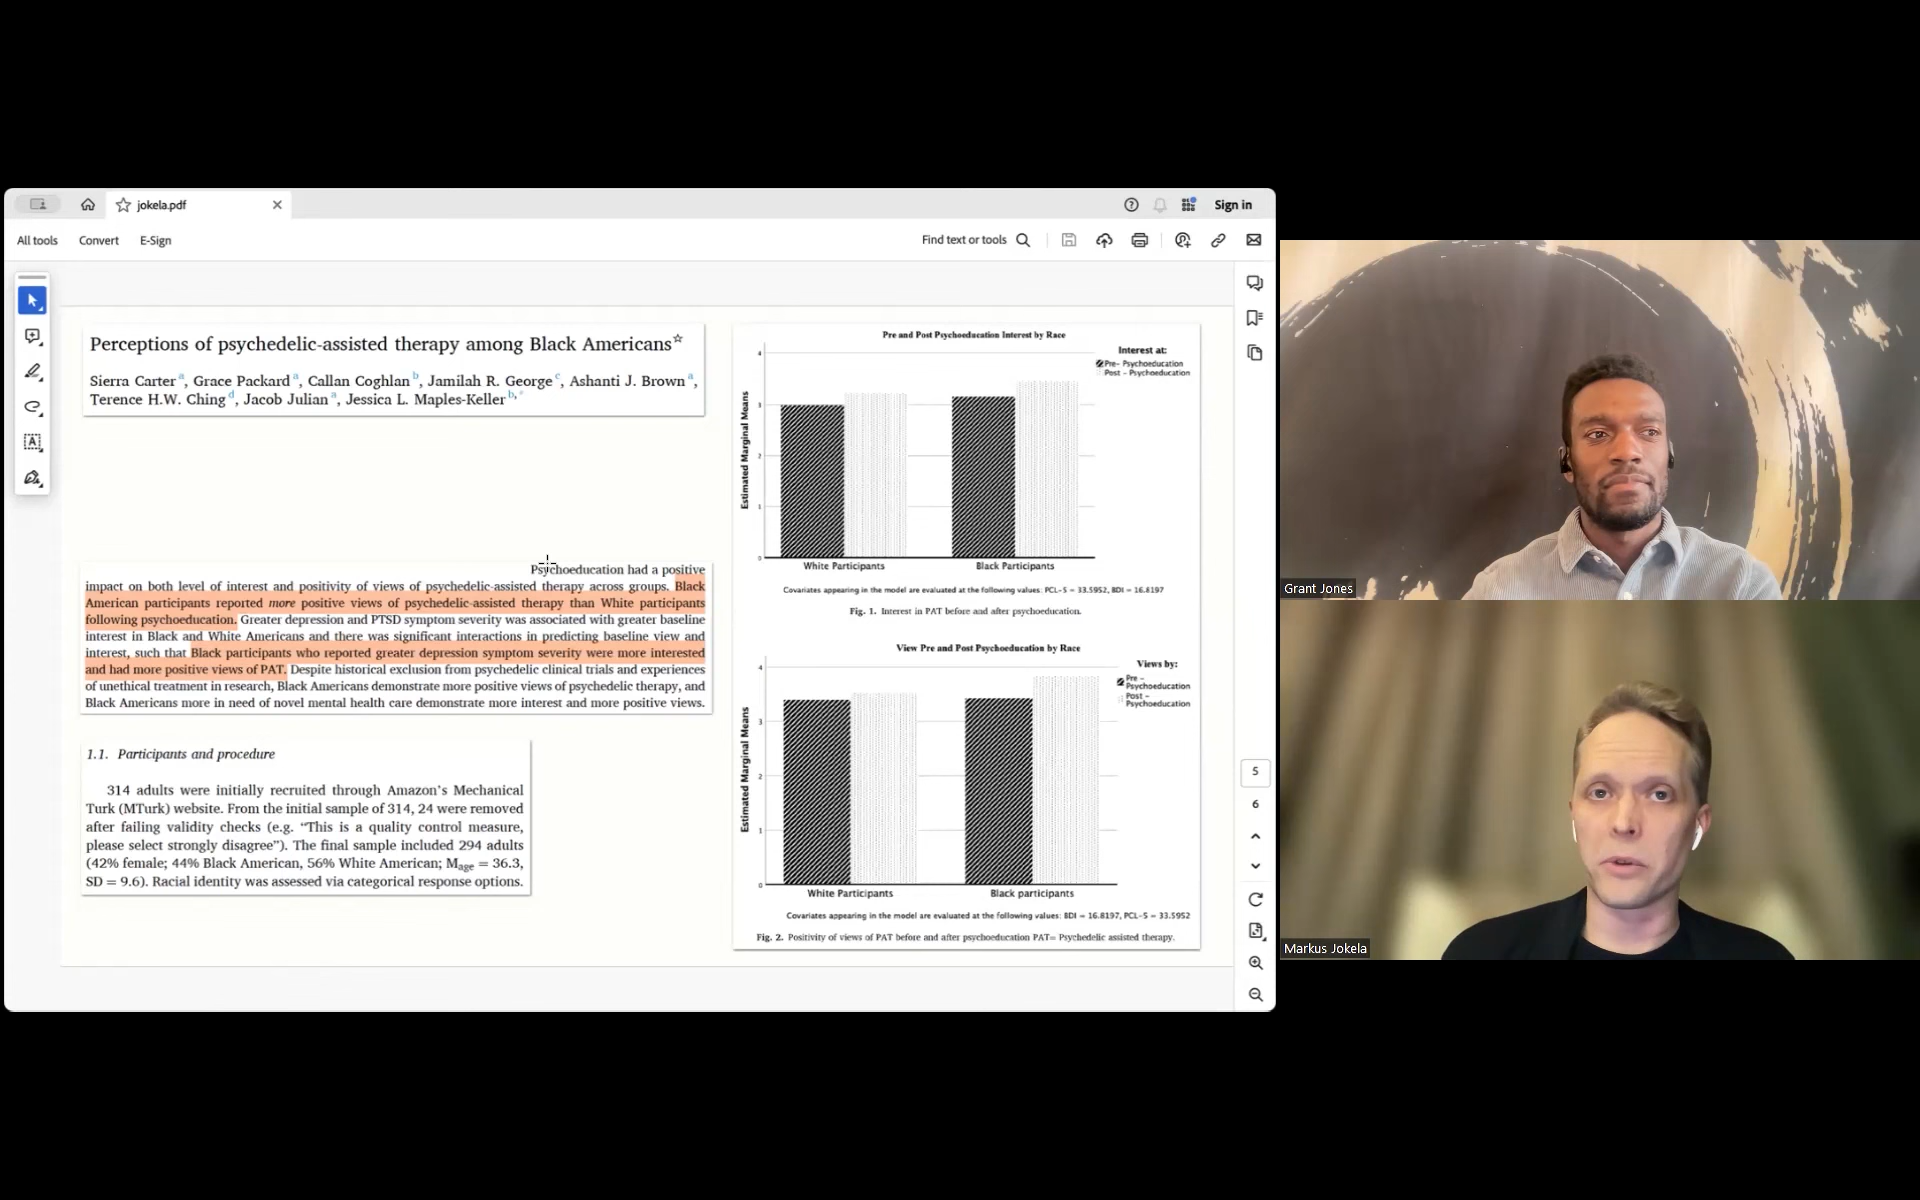 jokela.pdf
Sign in
All tools
Convert
E-Sign
Find text or tools
Perceptions of psychedelic-assisted therapy among Black Americans☆
Sierra Carter a, Grace Packard a, Callan Coghlan b, Jamilah R. George c, Ashanti J. Brown a,
Terence H.W. Ching d, Jacob Julian a, Jessica L. Maples-Keller b,*
Psychoeducation had a positive
impact on both level of interest and positivity of views of psychedelic-assisted therapy across groups. Black
American participants reported more positive views of psychedelic-assisted therapy than White participants
following psychoeducation. Greater depression and PTSD symptom severity was associated with greater baseline
interest in Black and White Americans and there was significant interactions in predicting baseline view and
interest, such that Black participants who reported greater depression symptom severity were more interested
and had more positive views of PAT. Despite historical exclusion from psychedelic clinical trials and experiences
of unethical treatment in research, Black Americans demonstrate more positive views of psychedelic therapy, and
Black Americans more in need of novel mental health care demonstrate more interest and more positive views.
1.1. Participants and procedure
314 adults were initially recruited through Amazon's Mechanical
Turk (MTurk) website. From the initial sample of 314, 24 were removed
after failing validity checks (e.g. "This is a quality control measure,
please select strongly disagree"). The final sample included 294 adults
(42% female; 44% Black American, 56% White American; Mage = 36.3,
SD = 9.6). Racial identity was assessed via categorical response options.
Pre and Post Psychoeducation Interest by Race
Interest at:
Pre- Psychoeducation
Post - Psychoeducation
Estimated Marginal Means
4
3
2
1
0
White Participants
Black Participants
Covariates appearing in the model are evaluated at the following values: PCL-5 = 33.5952, BDI = 16.8197
Fig. 1. Interest in PAT before and after psychoeducation.
View Pre and Post Psychoeducation by Race
Views by:
Pre -
Psychoeducation
Post -
Psychoeducation
Estimated Marginal Means
4
3
2
1
0
White Participants
Black participants
Covariates appearing in the model are evaluated at the following values: BDI = 16.8197, PCL-5 = 33.5952
Fig. 2. Positivity of views of PAT before and after psychoeducation PAT= Psychedelic assisted therapy.
5
6
Grant Jones
Markus Jokela